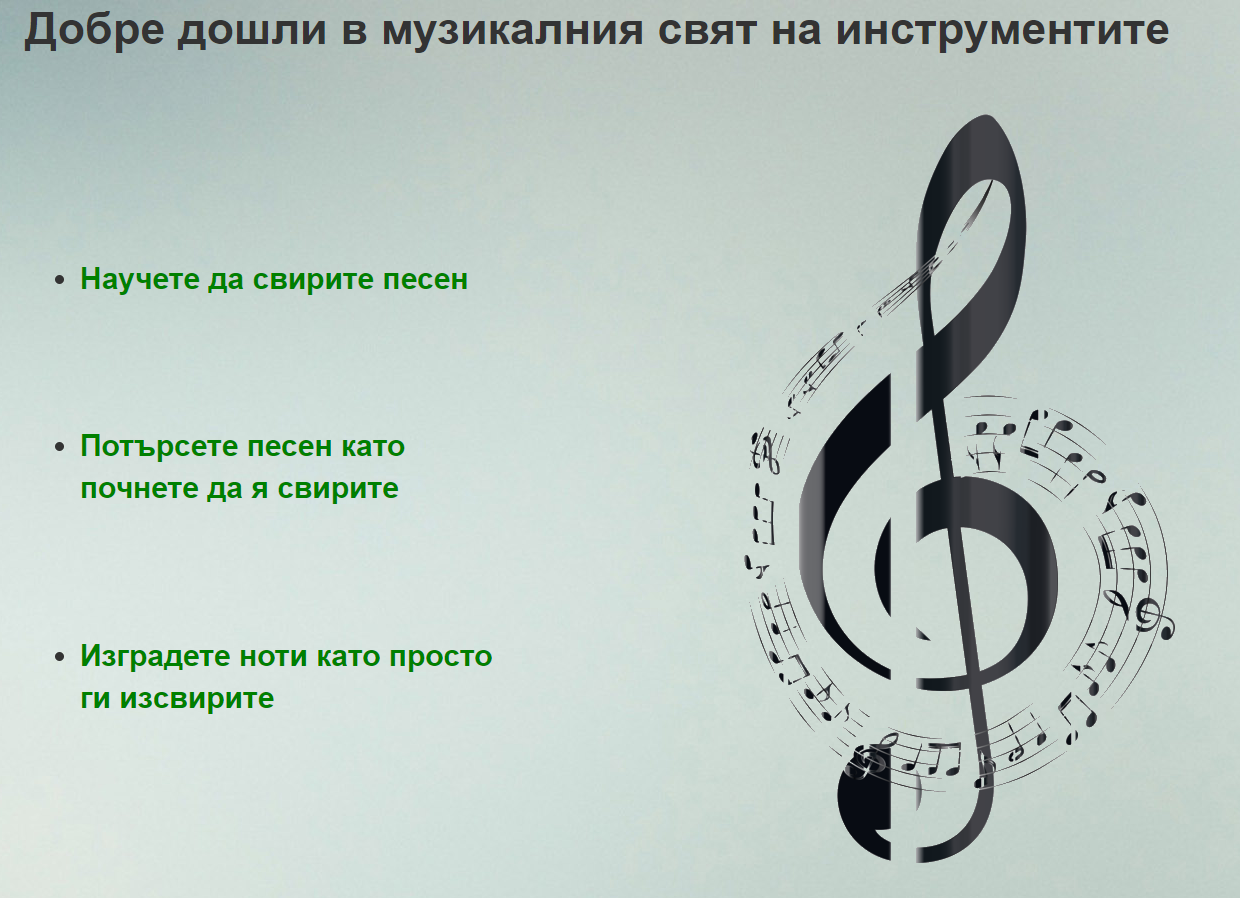 Добре дошли в музикалния свят на инструментите
• Научете да свирите песен
• Потърсете песен като
почнете да я свирите
• Изградете ноти като просто
ги изсвирите